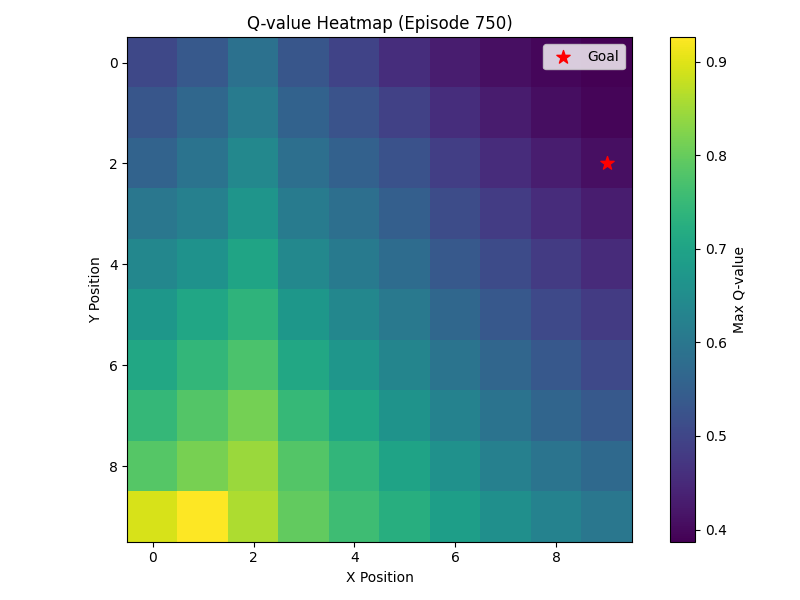 Q-value Heatmap (Episode 750)
Goal
0
2
4
6
8
Y Position
0 2 4 6 8
X Position
0.9
0.8
0.7
0.6
0.5
0.4
Max Q-value